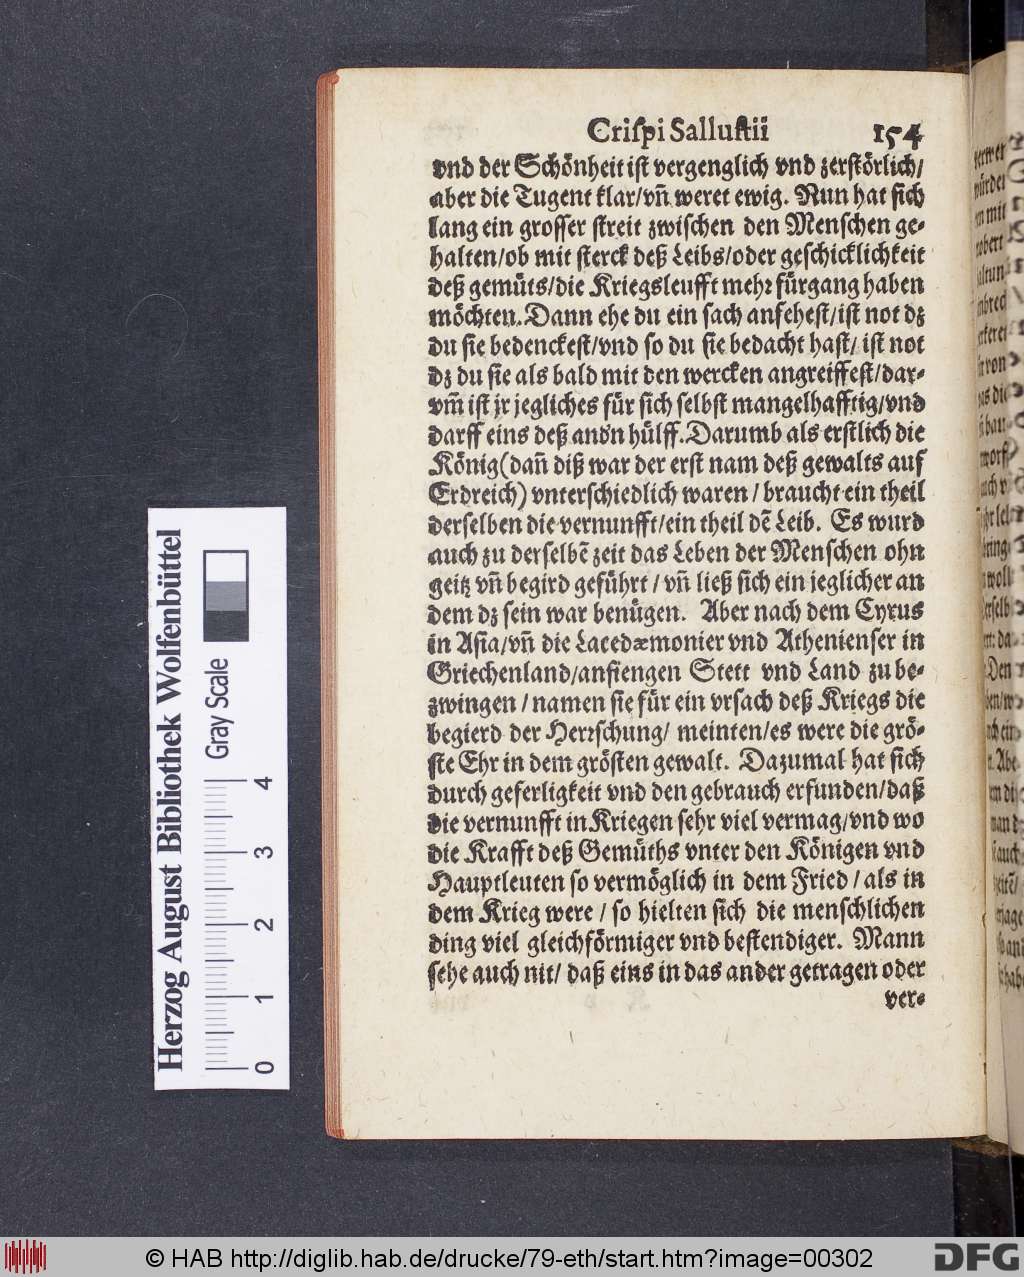 Crispi Sallustii 154
vnd der Schönheit ist vergenglich vnd zerstörlich/
aber die Tugent klar/vñ weret ewig. Nun hat sich
lang ein grosser streit zwischen den Menschen ge-
halten/ob mit sterck deß Leibs/oder geschicklichkeit
deß gemüts/die Kriegsleufft mehr fürgang haben
möchten. Dann ehe du ein sach anfehest/ist not dz
du sie bedenckest/vnd so du sie bedacht hast/ ist not
dz du sie als bald mit den wercken angreiffest/dar-
vm̃ ist jr jegliches für sich selbst mangelhafftig/vnd
darff eins deß andn hülff. Darumb als erstlich die
König(dañ diß war der erst nam deß gewalts auf
Erdreich) vnterschiedlich waren / braucht ein theil
derselben die vernunfft/ein theil dẽ Leib. Es wurd
auch zu derselbẽ zeit das Leben der Menschen ohn
geitz vñ begird geführt / vñ ließ sich ein jeglicher an
dem dz sein war benügen. Aber nach dem Cyrus
in Asia/vñ die Lacedæmonier vnd Athenienser in
Griechenland/anfiengen Stett vnd Land zu be-
zwingen / namen sie für ein vrsach deß Kriegs die
begierd der Herrschung/ meinten/es were die grö-
ste Ehr in dem grösten gewalt. Dazumal hat sich
durch geferligkeit vnd den gebrauch erfunden/daß
die vernunfft in Kriegen sehr viel vermag/vnd wo
die Krafft deß Gemüths vnter den Königen vnd
Hauptleuten so vermöglich in dem Fried / als in
dem Krieg were / so hielten sich die menschlichen
ding viel gleichförmiger vnd bestendiger. Mann
sehe auch nit/ daß eins in das ander getragen oder
ver-
Herzog August Bibliothek Wolfenbüttel
Gray Scale
0 1 2 3 4
© HAB http://diglib.hab.de/drucke/79-eth/start.htm?image=00302
DFG